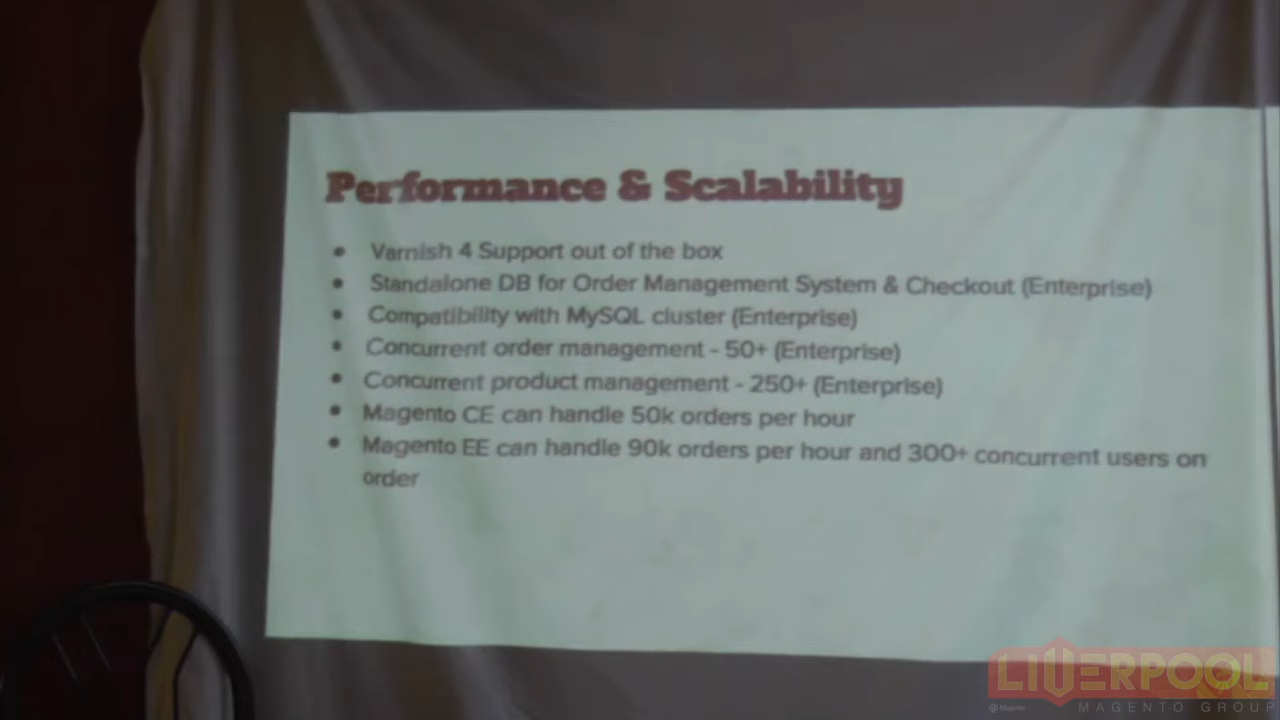 Performance & Scalability
• Varnish 4 Support out of the box
• Standalone DB for Order Management System & Checkout (Enterprise)
• Compatibility with MySQL cluster (Enterprise)
• Concurrent order management - 50+ (Enterprise)
• Concurrent product management - 250+ (Enterprise)
• Magento CE can handle 50k orders per hour
• Magento EE can handle 90k orders per hour and 300+ concurrent users on
order
LIVERPOOL
Magento
MAGENTO GROUP